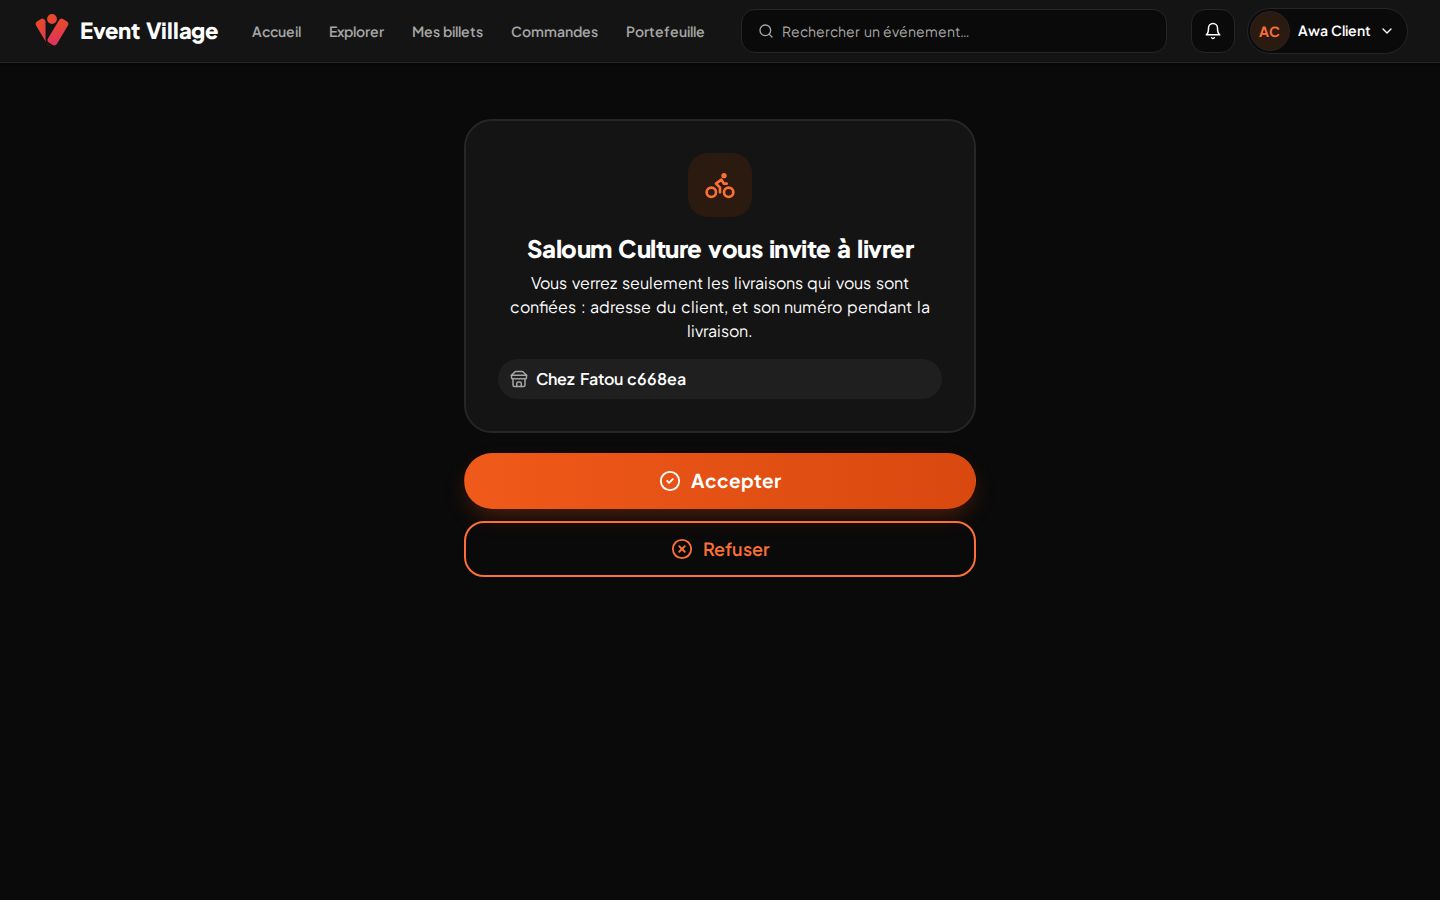 Event Village
Accueil
Explorer
Mes billets
Commandes
Portefeuille
Rechercher un événement…
AC
Awa Client
Saloum Culture vous invite à livrer
Vous verrez seulement les livraisons qui vous sont
confiées : adresse du client, et son numéro pendant la
livraison.
Chez Fatou c668ea
Accepter
Refuser